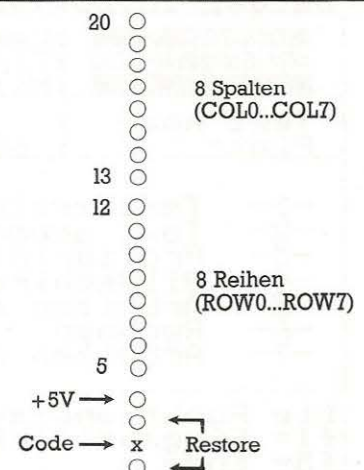 20
8 Spalten
(COL0...COL7)
13
12
8 Reihen
(ROW0...ROW7)
5
+5V
Code x Restore